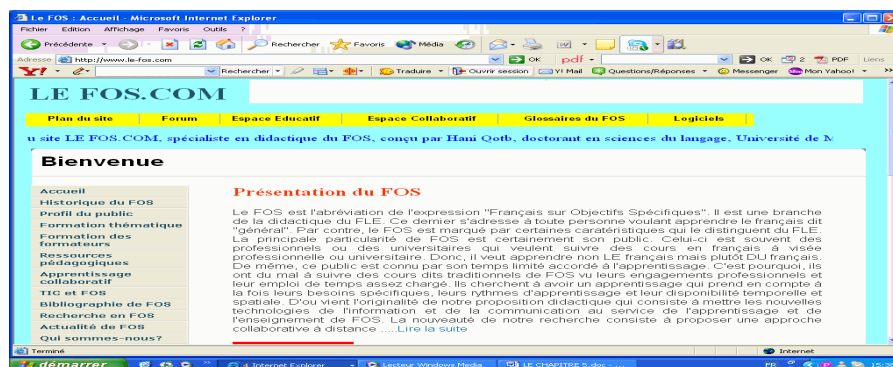 Le FOS : Accueil - Microsoft Internet Explorer
Fichier Edition Affichage Favoris Outils ?
Précédente Rechercher Favoris Média
Adresse http://www.le-fos.com OK pdf OK 2 PDF Liens
Y! Rechercher Traduire Ouvrir session Y! Mail Questions/Réponses Messenger Mon Yahoo! »
LE FOS.COM
Plan du site Forum Espace Educatif Espace Collaboratif Glossaires du FOS Logiciels
u site LE FOS.COM, spécialiste en didactique du FOS, conçu par Hani Qotb, doctorant en sciences du langage, Université de M
Bienvenue
Accueil
Historique du FOS
Profil du public
Formation thématique
Formation des
formateurs
Ressources
pédagogiques
Apprentissage
collaboratif
TIC et FOS
Bibliographie de FOS
Recherche en FOS
Actualité de FOS
Qui sommes-nous?
Présentation du FOS
Le FOS est l'abréviation de l'expression "Français sur Objectifs Spécifiques". Il est une branche
de la didactique du FLE. Ce dernier s'adresse à toute personne voulant apprendre le français dit
"général". Par contre, le FOS est marqué par certaines caratéristiques qui le distinguent du FLE.
La principale particularité de FOS est certainement son public. Celui-ci est souvent des
professionnels ou des universitaires qui veulent suivre des cours en français à visée
professionnelle ou universitaire. Donc, il veut apprendre non LE français mais plutôt DU français.
De même, ce public est connu par son temps limité accordé à l'apprentissage. C'est pourquoi, ils
ont du mal à suivre des cours dits traditionnels de FOS vu leurs engagements professionnels et
leur emploi de temps assez chargé. Ils cherchent à avoir un apprentissage qui prend en compte à
la fois leurs besoins spécifiques, leurs rythmes d'apprentissage et leur disponibilité temporelle et
spatiale. D'ou vient l'originalité de notre proposition didactique qui consiste à mettre les nouvelles
technologies de l'information et de la communication au service de l'apprentissage et de
l'enseignement de FOS. La nouveauté de notre recherche consiste à proposer une approche
collaborative à distance .....Lire la suite
Terminé Internet
démarrer Internet Explorer Lecteur Windows Media LE CHAPITRE 5.doc - ... FR